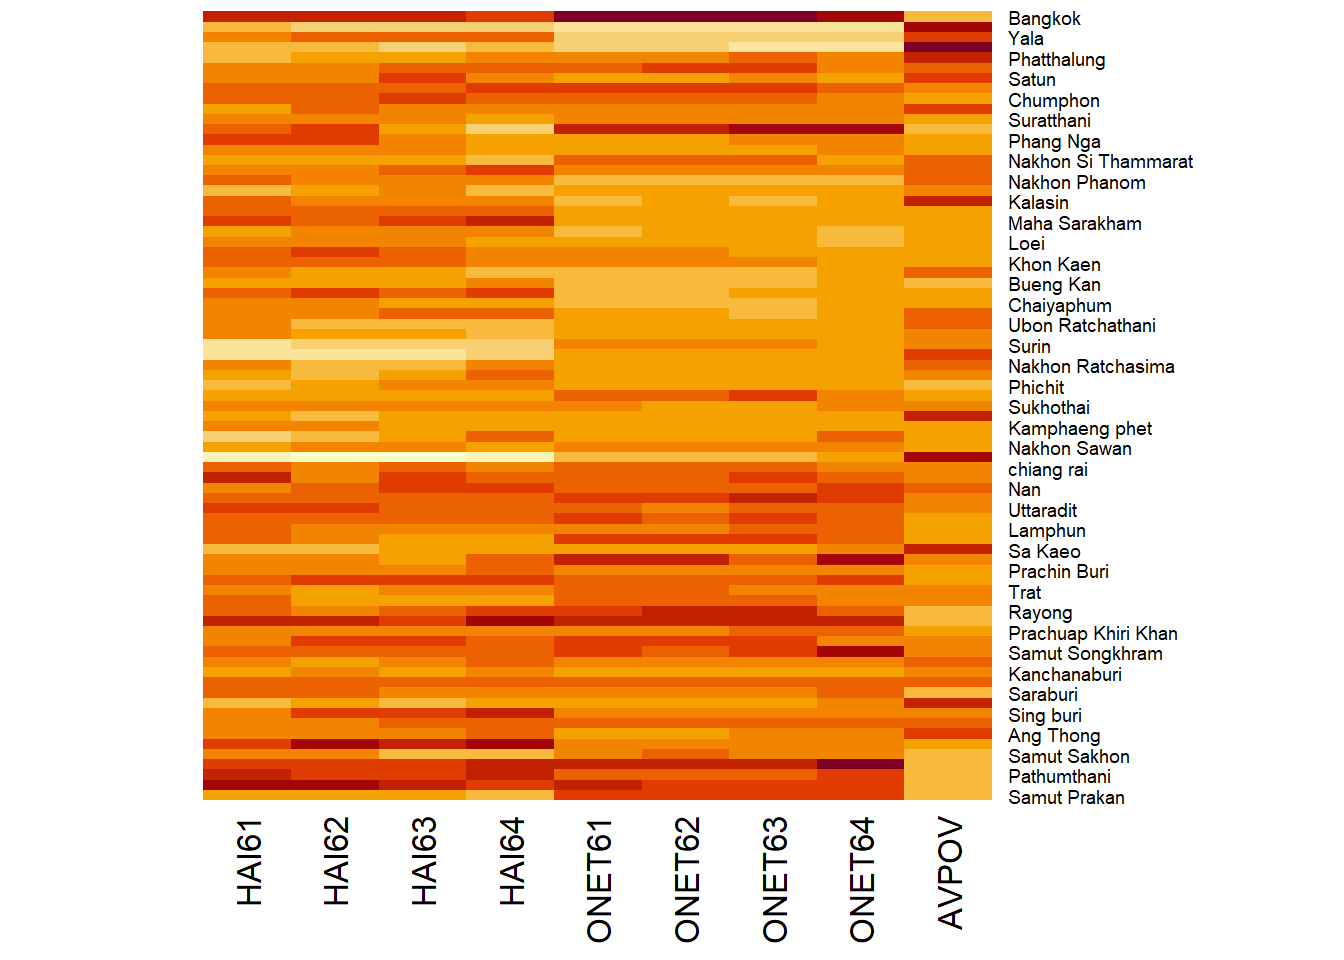 Bangkok
Yala
Phatthalung
Satun
Chumphon
Suratthani
Phang Nga
Nakhon Si Thammarat
Nakhon Phanom
Kalasin
Maha Sarakham
Loei
Khon Kaen
Bueng Kan
Chaiyaphum
Ubon Ratchathani
Surin
Nakhon Ratchasima
Phichit
Sukhothai
Kamphaeng phet
Nakhon Sawan
chiang rai
Nan
Uttaradit
Lamphun
Sa Kaeo
Prachin Buri
Trat
Rayong
Prachuap Khiri Khan
Samut Songkhram
Kanchanaburi
Saraburi
Sing buri
Ang Thong
Samut Sakhon
Pathumthani
Samut Prakan
HAI61
HAI62
HAI63
HAI64
ONET61
ONET62
ONET63
ONET64
AVPOV